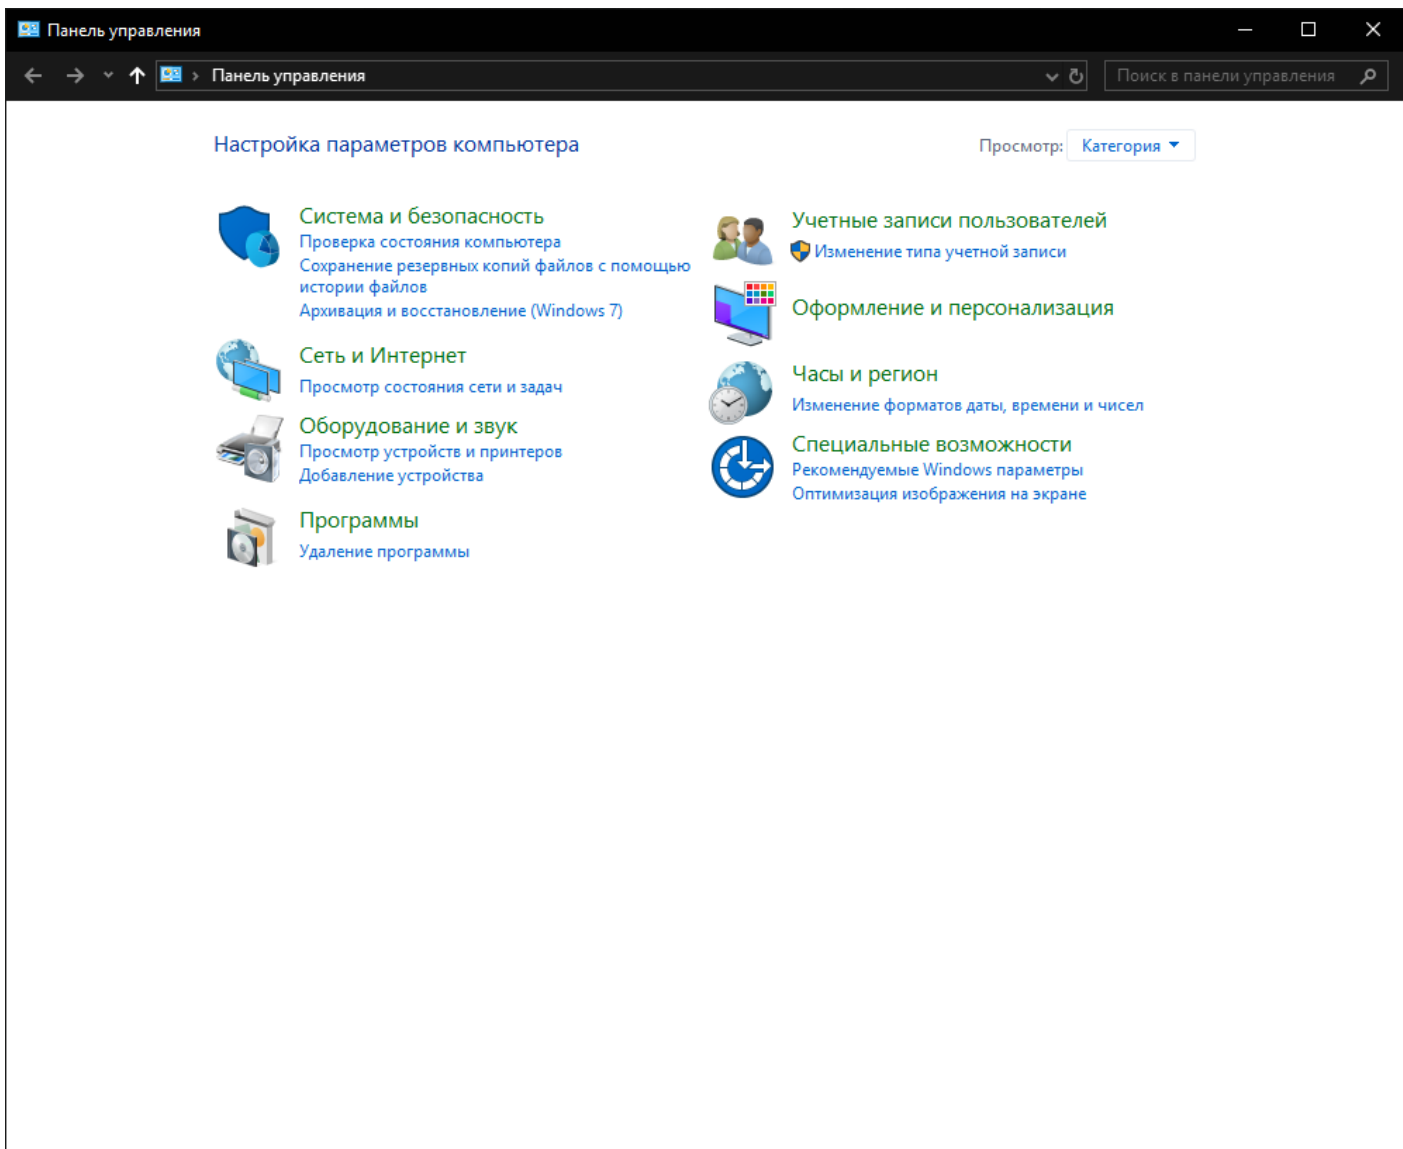 Панель управления
Панель управления
Поиск в панели управления
Настройка параметров компьютера
Просмотр: Категория
Система и безопасность
Проверка состояния компьютера
Сохранение резервных копий файлов с помощью
истории файлов
Архивация и восстановление (Windows 7)
Сеть и Интернет
Просмотр состояния сети и задач
Оборудование и звук
Просмотр устройств и принтеров
Добавление устройства
Программы
Удаление программы
Учетные записи пользователей
Изменение типа учетной записи
Оформление и персонализация
Часы и регион
Изменение форматов даты, времени и чисел
Специальные возможности
Рекомендуемые Windows параметры
Оптимизация изображения на экране